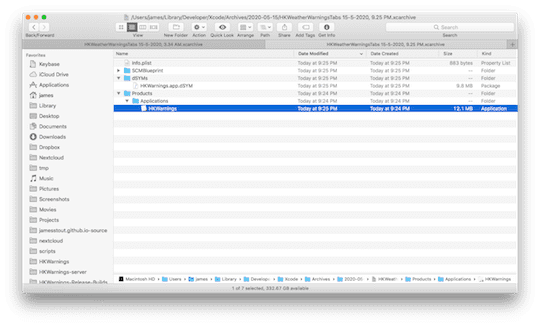 /Users/james/Library/Developer/Xcode/Archives/2020-05-15/HKWeatherWarningsTabs 15-5-2020, 9.25 PM.xcarchive
Back/Forward View New Folder Action Quick Look Arrange Path Share Add Tags Get Info Search
Search
HKWeatherWarningsTabs 15-5-2020, 5.34 AM.xcarchive HKWeatherWarningsTabs 15-5-2020, 9.25 PM.xcarchive
Name Date Modified Date Created Size Kind
Info.plist Today at 9:25 PM Today at 9:25 PM 893 bytes Property List
SCMBlueprint Today at 9:25 PM Today at 9:25 PM -- Folder
dSYMs Today at 9:25 PM Today at 9:25 PM -- Folder
HKWarnings.app.dSYM Today at 9:25 PM Today at 9:25 PM Package
Products Today at 9:25 PM Today at 9:24 PM -- Folder
Applications Today at 9:25 PM Today at 9:24 PM -- Folder
HKWarnings Today at 9:25 PM Today at 9:24 PM 12.1 MB Application
Favorites
Keybase
iCloud Drive
Applications
james
Library
Desktop
Documents
Downloads
Dropbox
Nextcloud
tmp
Music
Pictures
Screenshots
Movies
Projects
jamesstout.github.io-source
nextcloud
scripts
HKWarnings
HKWarnings-server
HKWarnings-Release-Builds
Macintosh HD Users james Library Develop Xcode Archives 2020-05 HKWeath Products Applications HKWarnings
1 of 7 selected, 392.67 GB available